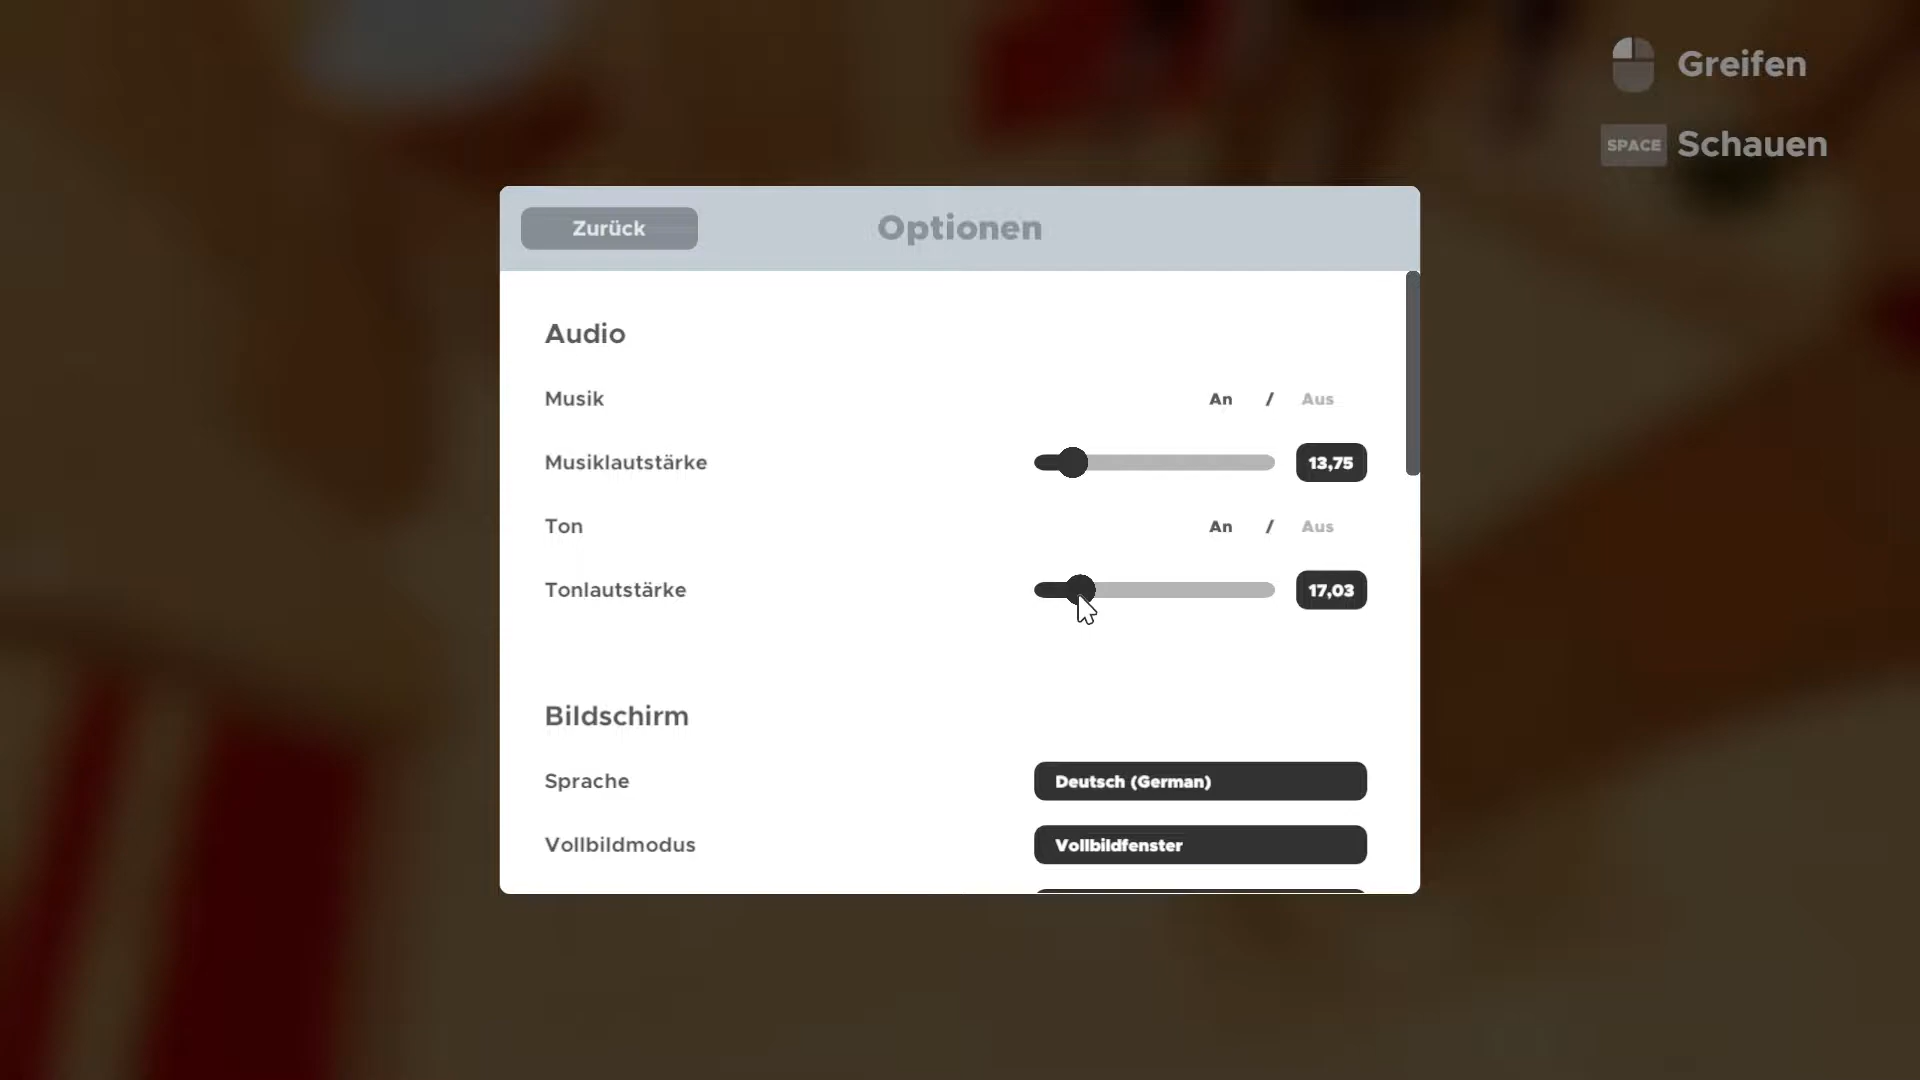 Greifen
SPACE Schauen
Zurück
Optionen
Audio
Musik An / Aus
Musiklautstärke 13,75
Ton An / Aus
Tonlautstärke 17,03
Bildschirm
Sprache Deutsch (German)
Vollbildmodus Vollbildfenster